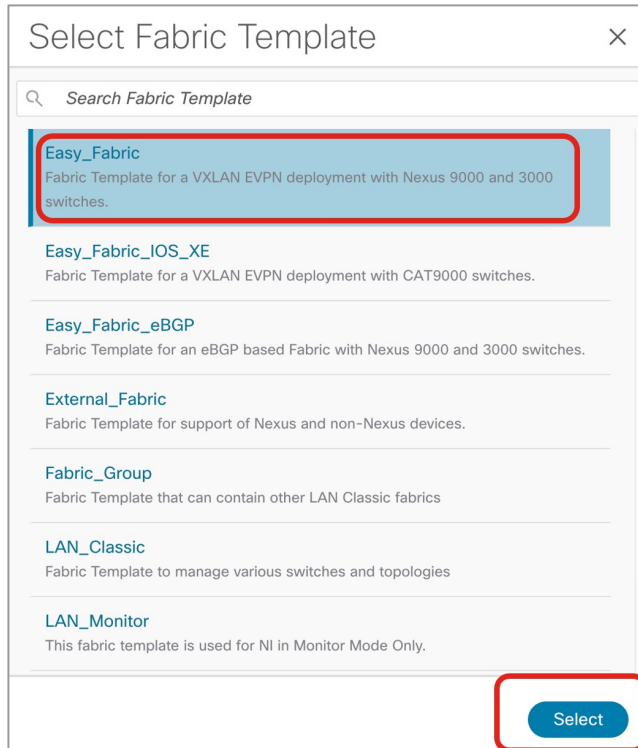 Select Fabric Template
Search Fabric Template
Easy_Fabric
Fabric Template for a VXLAN EVPN deployment with Nexus 9000 and 3000
switches.
Easy_Fabric_IOS_XE
Fabric Template for a VXLAN EVPN deployment with CAT9000 switches.
Easy_Fabric_eBGP
Fabric Template for an eBGP based Fabric with Nexus 9000 and 3000 switches.
External_Fabric
Fabric Template for support of Nexus and non-Nexus devices.
Fabric_Group
Fabric Template that can contain other LAN Classic fabrics
LAN_Classic
Fabric Template to manage various switches and topologies
LAN_Monitor
This fabric template is used for NI in Monitor Mode Only.
Select